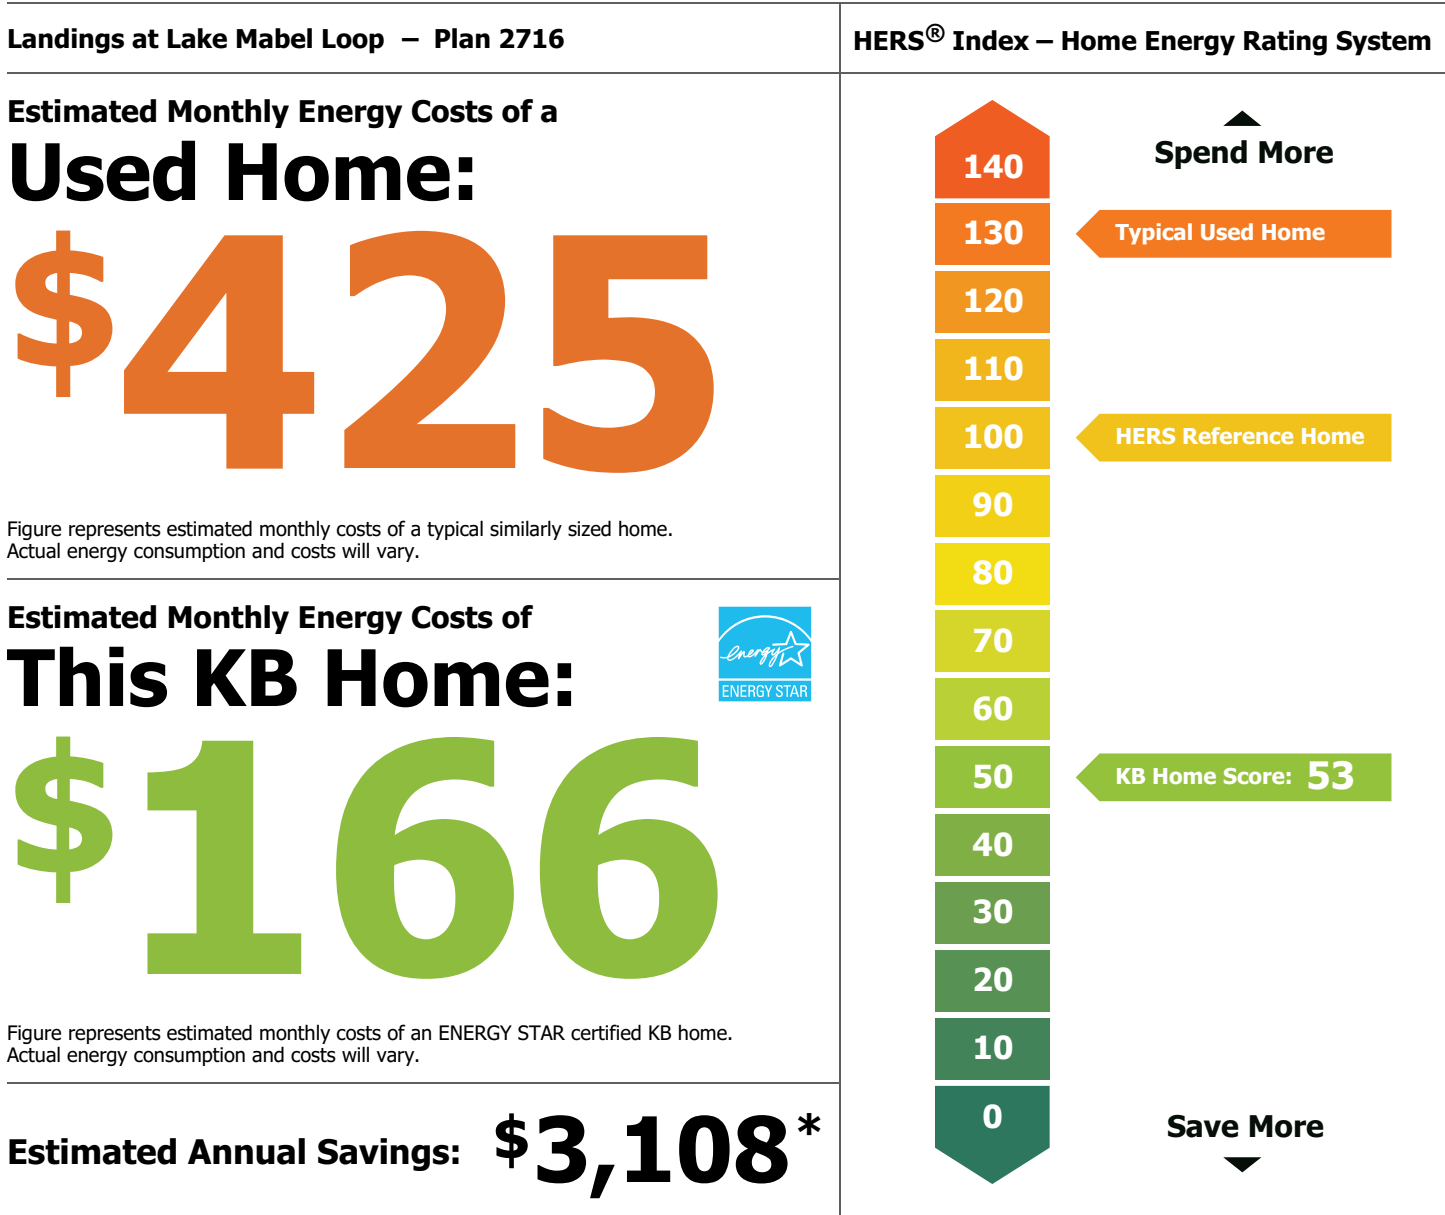 Landings at Lake Mabel Loop – Plan 2716
Estimated Monthly Energy Costs of a
Used Home:
$425
Figure represents estimated monthly costs of a typical similarly sized home.
Actual energy consumption and costs will vary.
Estimated Monthly Energy Costs of
This KB Home:
energy
ENERGY STAR
$166
Figure represents estimated monthly costs of an ENERGY STAR certified KB home.
Actual energy consumption and costs will vary.
Estimated Annual Savings: $3,108*
HERS® Index – Home Energy Rating System
Spend More
140
130 Typical Used Home
120
110
100 HERS Reference Home
90
80
70
60
50 KB Home Score: 53
40
30
20
10
0
Save More